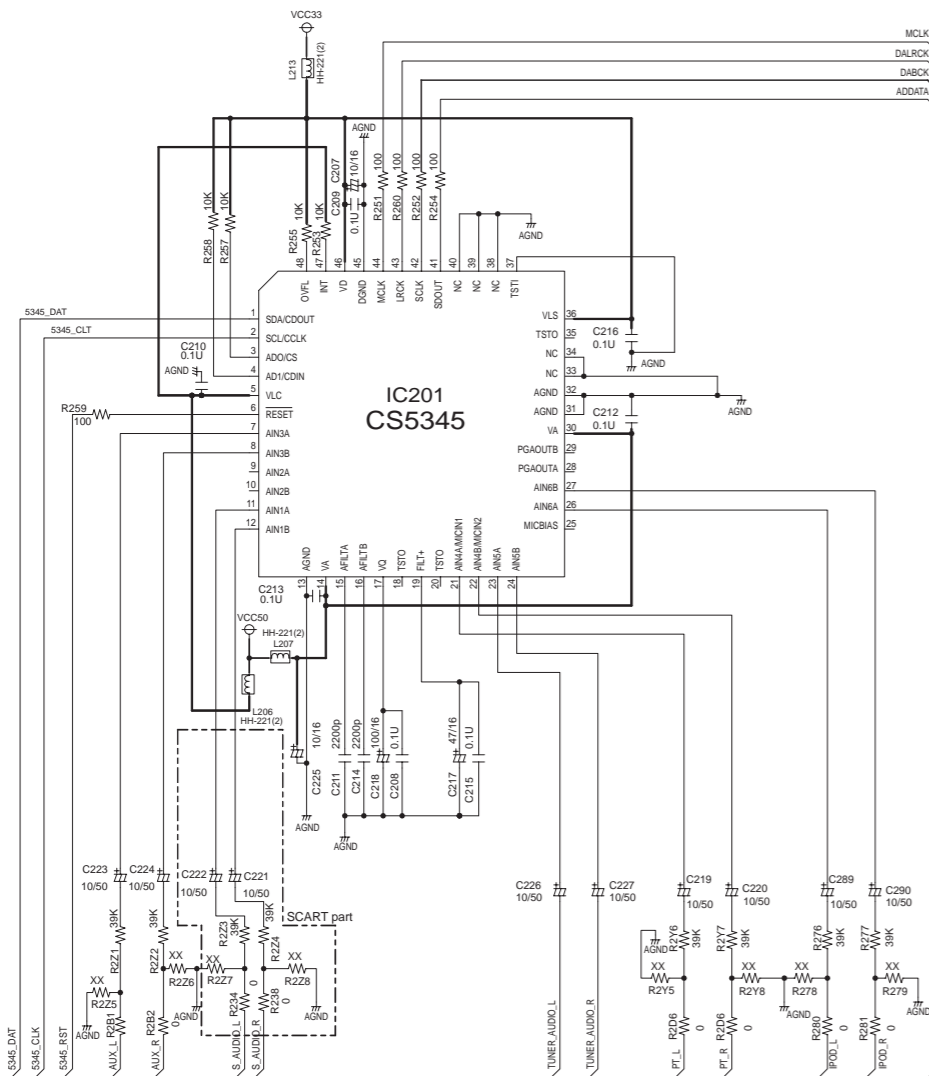 VCC33
L213
HH-221(2)
MCLK
DALRCK
DABCK
ADDATA
AGND
10K
R258
10K
R257
10K
R255
10K
R253
C207
10/16
C209
0.1U
100
R251
100
R260
100
R252
100
R254
AGND
48
47
46
45
44
43
42
41
40
39
38
37
OVFL
INT
VD
DGND
MCLK
LRCK
SCLK
SDOUT
NC
NC
NC
TSTI
5345_DAT
5345_CLT
C210
0.1U
AGND
R259
100
1 SDA/CDOUT
2 SCL/CCLK
3 ADO/CS
4 AD1/CDIN
5 VLC
6 RESET
7 AIN3A
8 AIN3B
9 AIN2A
10 AIN2B
11 AIN1A
12 AIN1B
IC201
CS5345
VLS 36
TSTO 35
NC 34
NC 33
AGND 32
AGND 31
VA 30
PGAOUTB 29
PGAOUTA 28
AIN6B 27
AIN6A 26
MICBIAS 25
C216
0.1U
AGND
AGND
C212
0.1U
AGND
VA
AFILTA
AFILTB
VQ
TSTO
FILT+
TSTO
AIN4A/MICIN1
AIN4B/MICIN2
AIN5A
AIN5B
13
14
15
16
17
18
19
20
21
22
23
24
C213
0.1U
VCC50
HH-221(2)
L207
L206
HH-221(2)
10/16
C225
AGND
2200p
C211
2200p
C214
100/16
C218
0.1U
C208
47/16
C217
0.1U
C215
AGND
C223
10/50
C224
10/50
C222
10/50
C221
10/50
SCART part
C226
10/50
C227
10/50
C219
10/50
C220
10/50
C289
10/50
C290
10/50
39K
R2Z1
39K
R2Z2
39K
R2Z3
39K
R2Z4
R2Y6
39K
R2Y7
39K
R276
39K
R277
39K
XX
R2Z5
AGND
XX
R2Z6
AGND
XX
R2Z7
XX
R2Z8
AGND
AGND
XX
R2Y5
XX
R2Y8
AGND
XX
R278
XX
R279
AGND
R2B1
0
R2B2
0
R234
0
R238
0
R2D6
0
R2D6
0
R280
0
R281
0
5345_DAT
5345_CLK
5345_RST
AUX_L
AUX_R
S_AUDIO_L
S_AUDIO_R
TUNER_AUDIO_L
TUNER_AUDIO_R
PT_L
PT_R
IPOD_L
IPOD_R